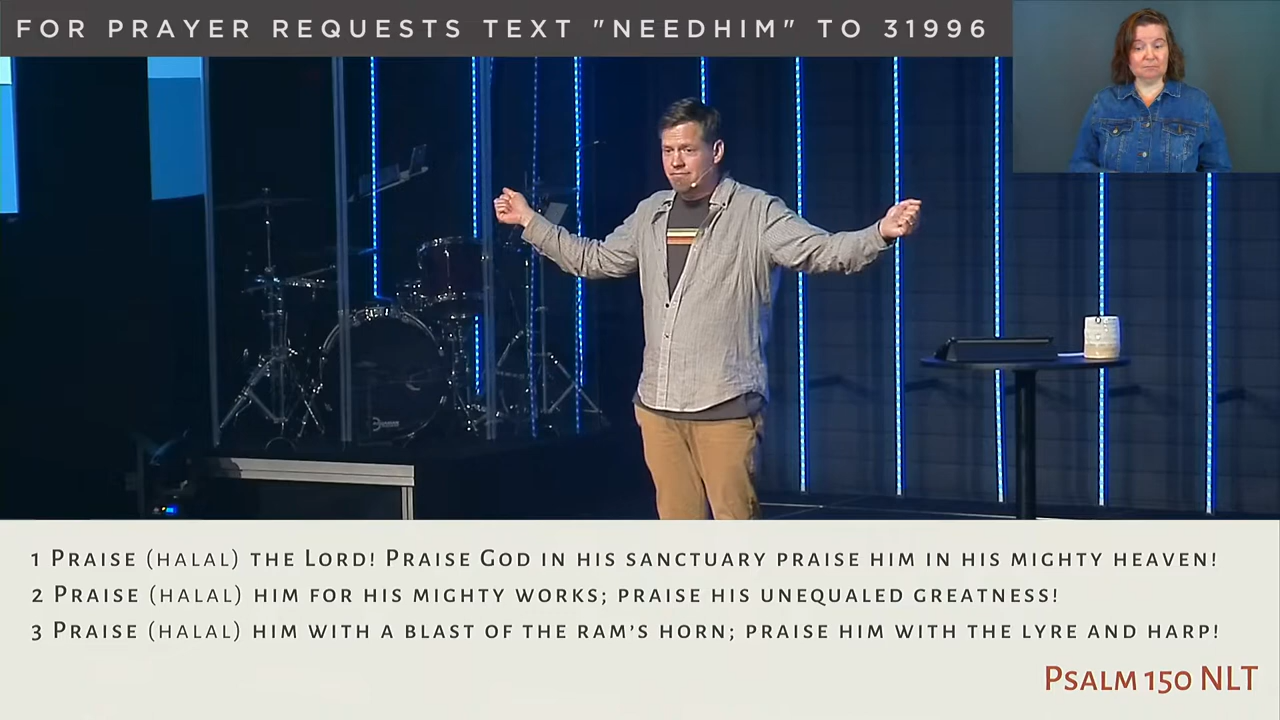 FOR PRAYER REQUESTS TEXT "NEEDHIM" TO 31996
1 Praise (halal) the Lord! Praise God in his sanctuary praise him in his mighty heaven!
2 Praise (halal) him for his mighty works; praise his unequaled greatness!
3 Praise (halal) him with a blast of the ram's horn; praise him with the lyre and harp!
Psalm 150 NLT